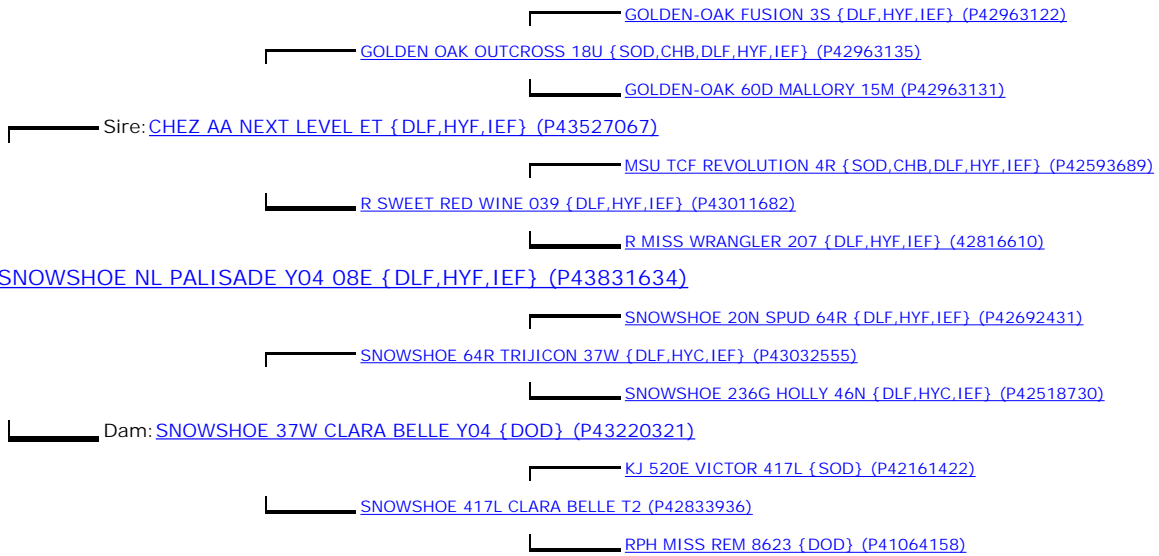 GOLDEN-OAK FUSION 3S {DLF,HYF,IEF} (P42963122)
GOLDEN OAK OUTCROSS 18U {SOD,CHB,DLF,HYF,IEF} (P42963135)
GOLDEN-OAK 60D MALLORY 15M (P42963131)
Sire: CHEZ AA NEXT LEVEL ET {DLF,HYF,IEF} (P43527067)
MSU TCF REVOLUTION 4R {SOD,CHB,DLF,HYF,IEF} (P42593689)
R SWEET RED WINE 039 {DLF,HYF,IEF} (P43011682)
R MISS WRANGLER 207 {DLF,HYF,IEF} (42816610)
SNOWSHOE NL PALISADE Y04 08E {DLF,HYF,IEF} (P43831634)
SNOWSHOE 20N SPUD 64R {DLF,HYF,IEF} (P42692431)
SNOWSHOE 64R TRIJICON 37W {DLF,HYC,IEF} (P43032555)
SNOWSHOE 236G HOLLY 46N {DLF,HYC,IEF} (P42518730)
Dam: SNOWSHOE 37W CLARA BELLE Y04 {DOD} (P43220321)
KJ 520E VICTOR 417L {SOD} (P42161422)
SNOWSHOE 417L CLARA BELLE T2 (P42833936)
RPH MISS REM 8623 {DOD} (P41064158)